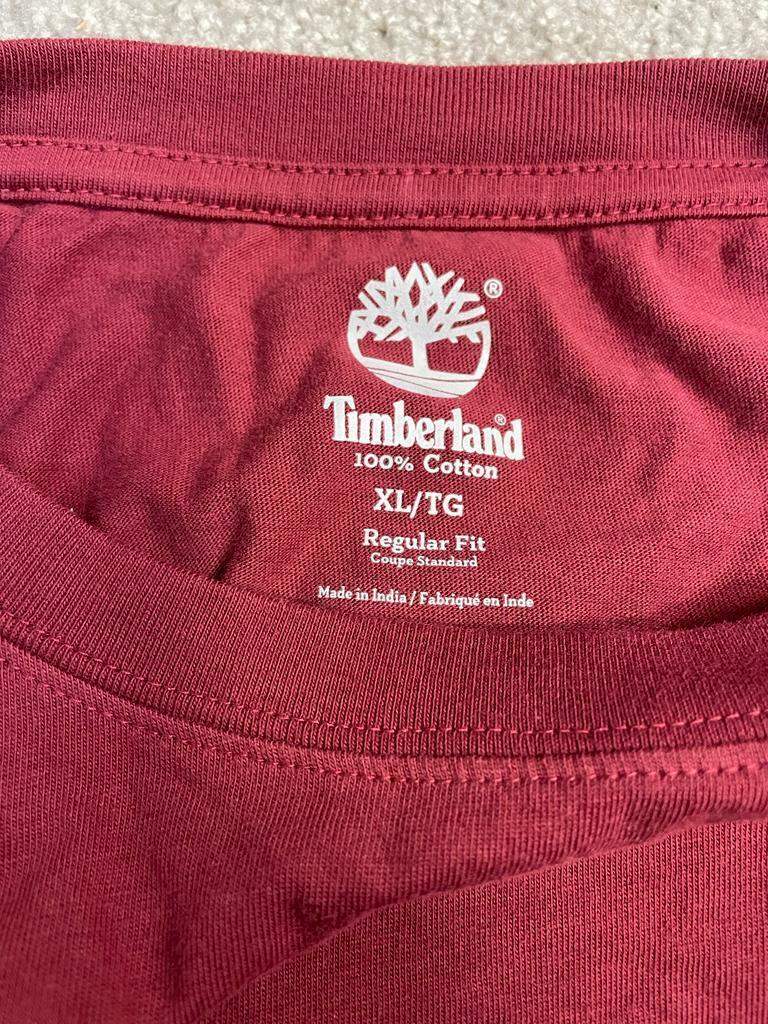 ®
Timberland®
100% Cotton
XL/TG
Regular Fit
Coupe Standard
Made in India / Fabriqué en Inde